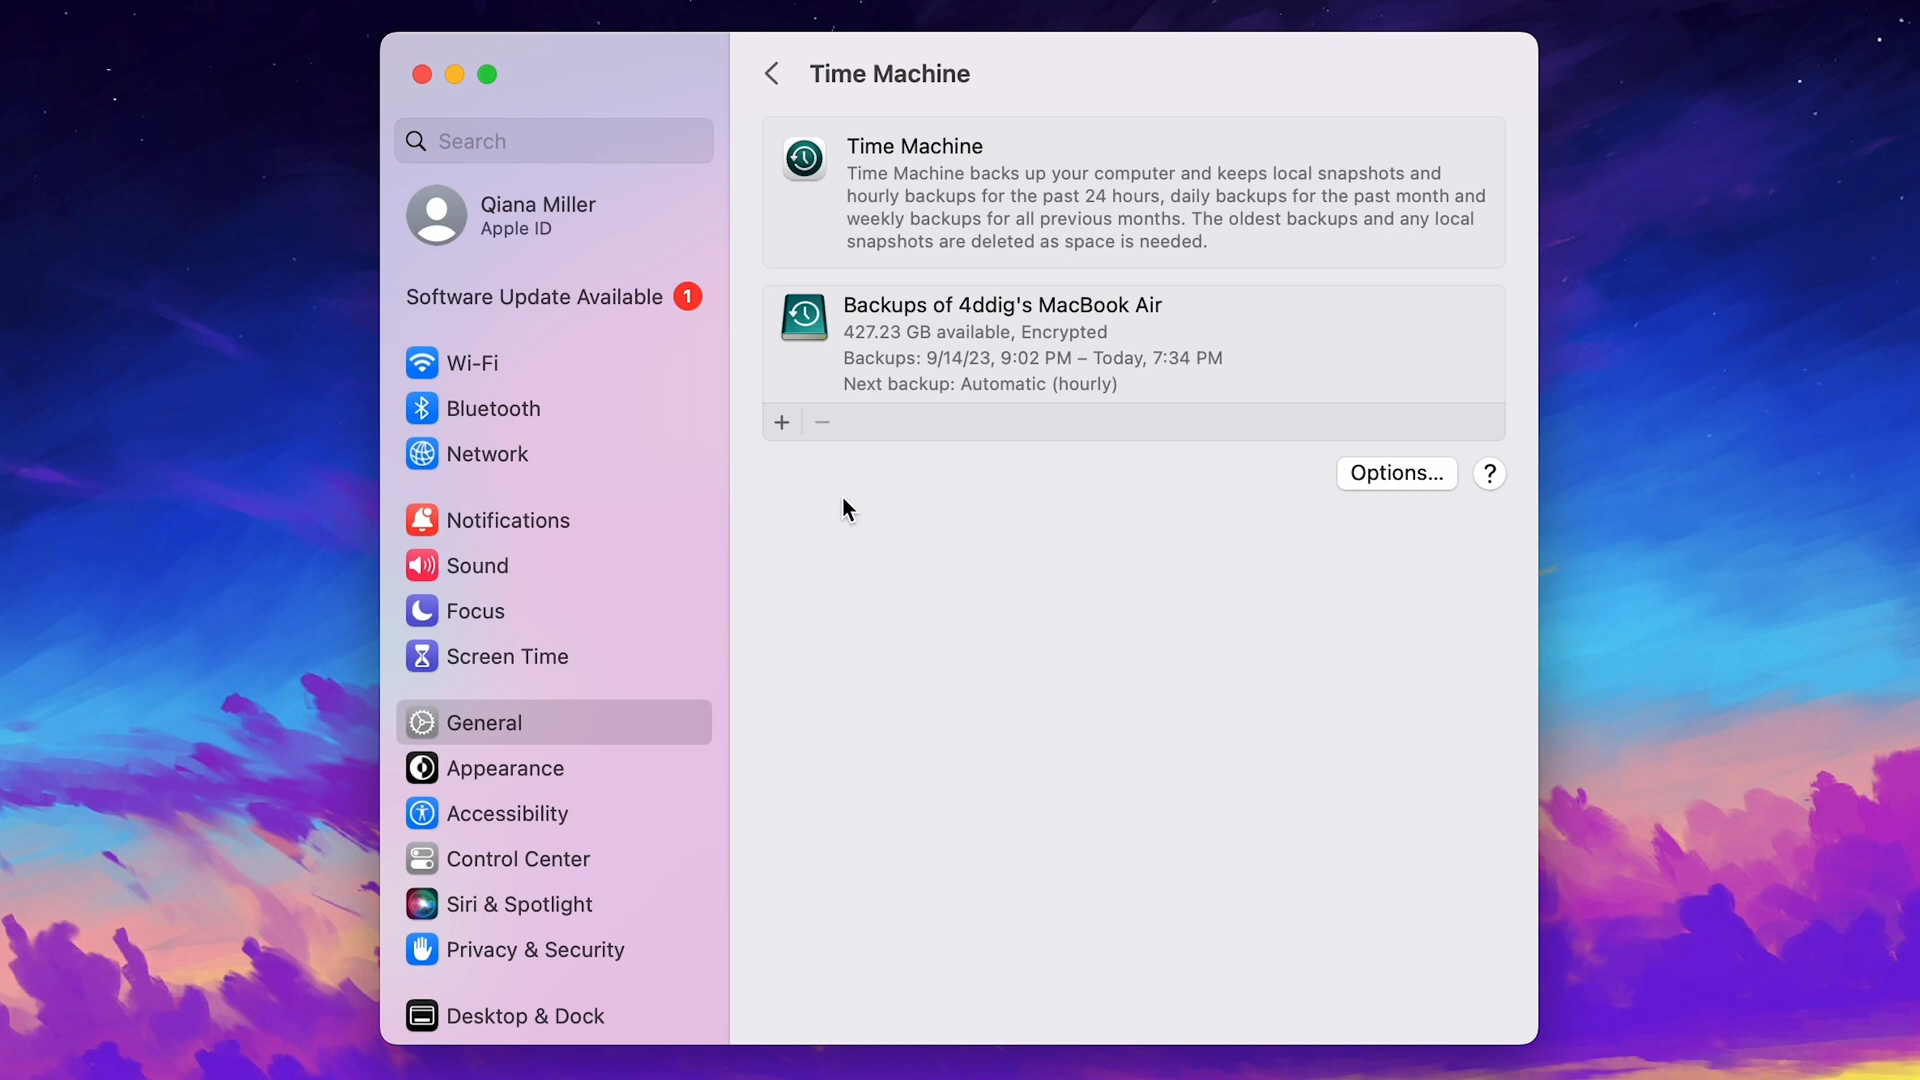 Search
Qiana Miller
Apple ID
Software Update Available 1
Wi-Fi
Bluetooth
Network
Notifications
Sound
Focus
Screen Time
General
Appearance
Accessibility
Control Center
Siri & Spotlight
Privacy & Security
Desktop & Dock
Time Machine
Time Machine
Time Machine backs up your computer and keeps local snapshots and
hourly backups for the past 24 hours, daily backups for the past month and
weekly backups for all previous months. The oldest backups and any local
snapshots are deleted as space is needed.
Backups of 4ddig's MacBook Air
427.23 GB available, Encrypted
Backups: 9/14/23, 9:02 PM – Today, 7:34 PM
Next backup: Automatic (hourly)
+ −
Options... ?